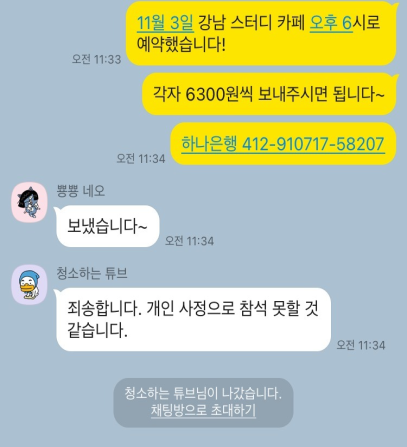 11월 3일 강남 스터디 카페 오후 6시로
예약했습니다!
오전 11:33
각자 6300원씩 보내주시면 됩니다~
하나은행 412-910717-58207
오전 11:34
뿅뿅 네오
보냈습니다~
오전 11:34
청소하는 튜브
죄송합니다. 개인 사정으로 참석 못할 것
같습니다.
오전 11:34
청소하는 튜브님이 나갔습니다.
채팅방으로 초대하기